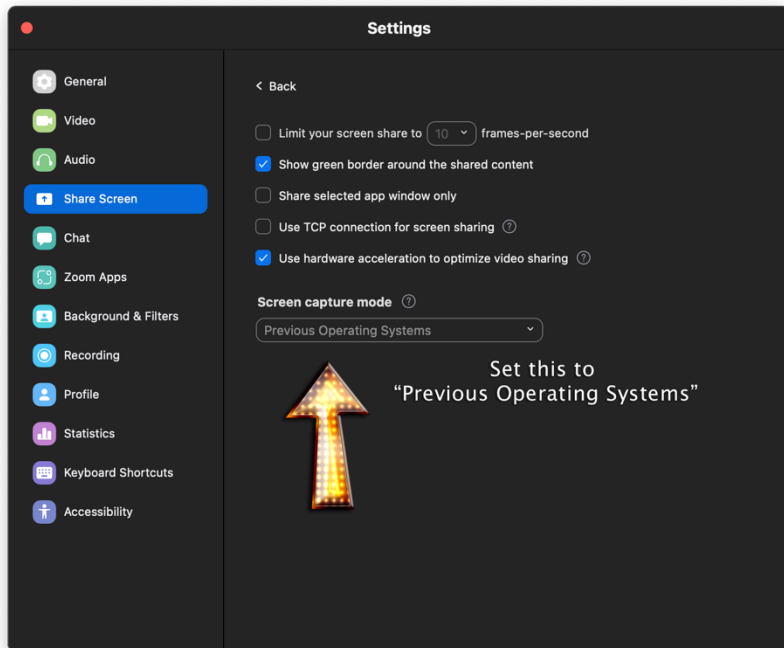 Settings
General
Video
Audio
Share Screen
Chat
Zoom Apps
Background & Filters
Recording
Profile
Statistics
Keyboard Shortcuts
Accessibility
< Back
Limit your screen share to 10 frames-per-second
Show green border around the shared content
Share selected app window only
Use TCP connection for screen sharing ?
Use hardware acceleration to optimize video sharing ?
Screen capture mode ?
Previous Operating Systems
Set this to
“Previous Operating Systems”